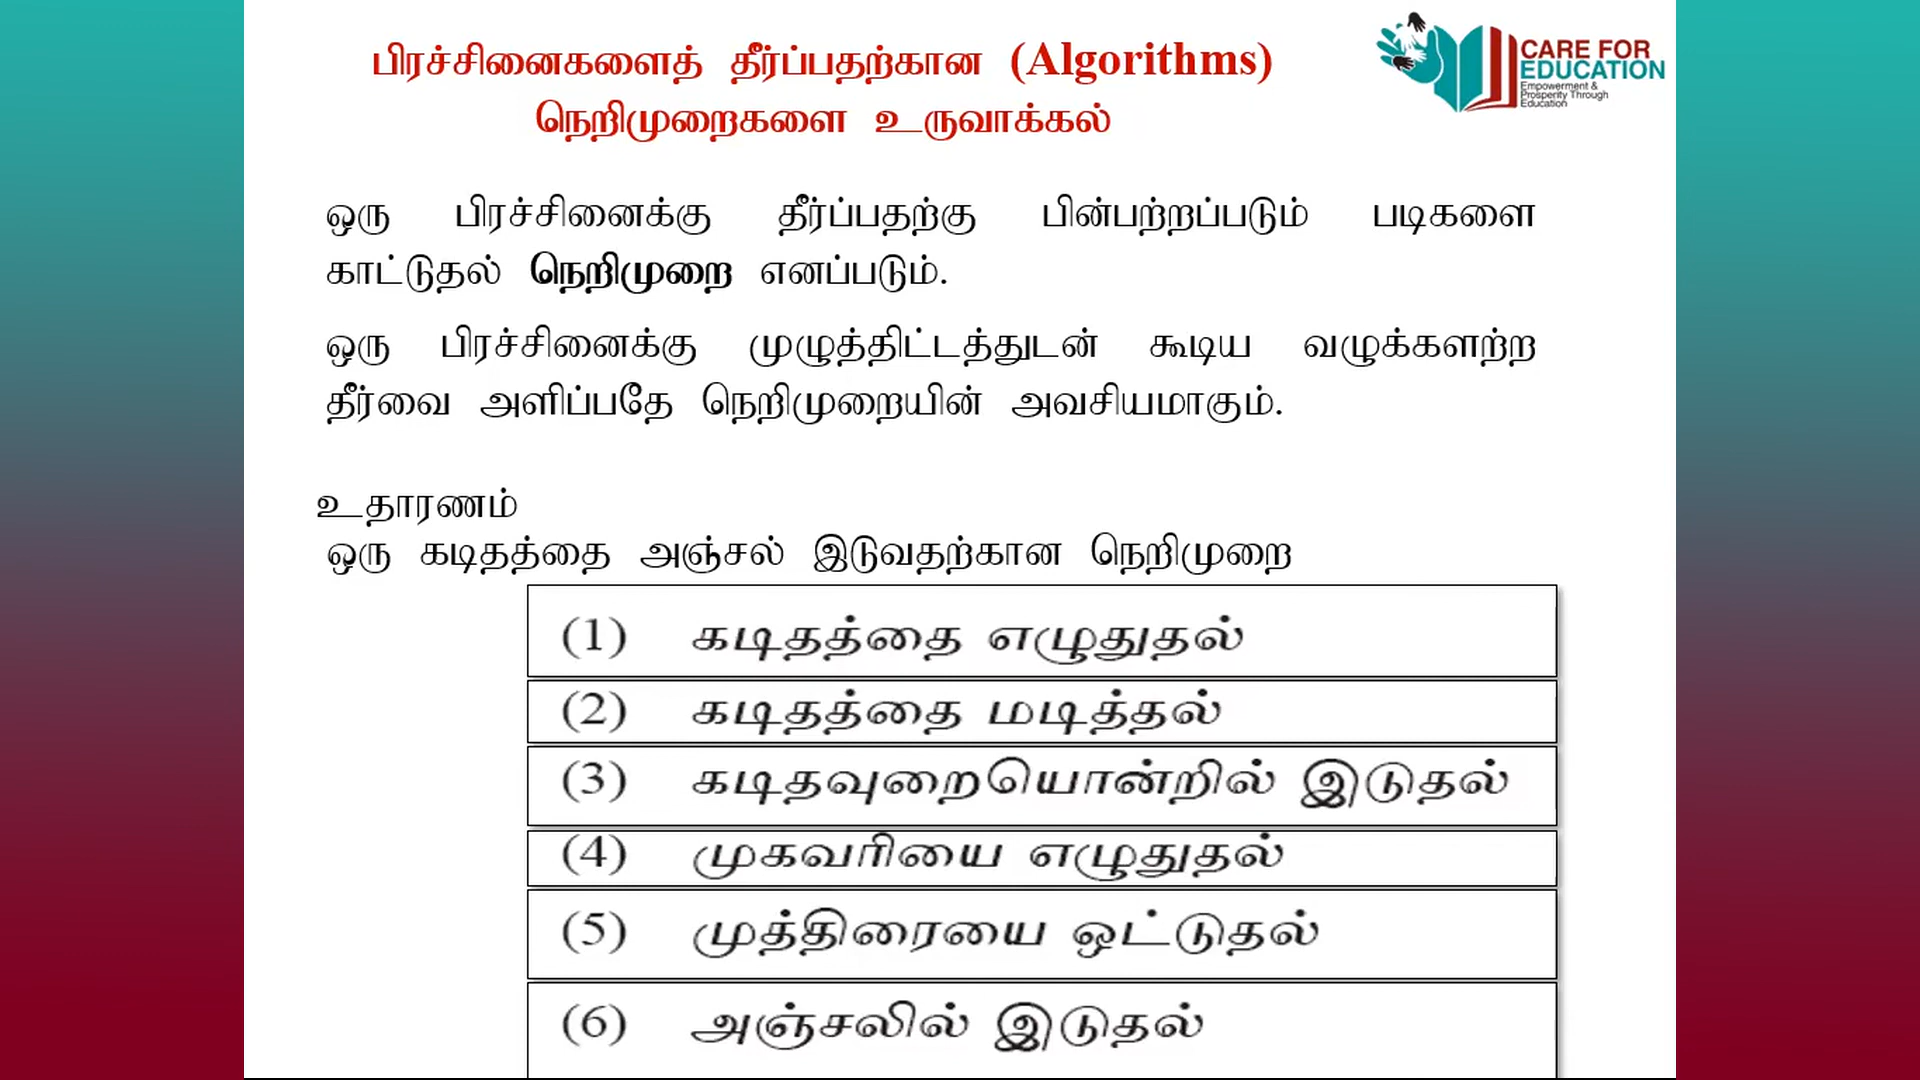 பிரச்சினைகளைத் தீர்ப்பதற்கான (Algorithms)
நெறிமுறைகளை உருவாக்கல்
CARE FOR
EDUCATION
Empowerment &
Prosperity Through
Education
ஒரு பிரச்சினைக்கு தீர்ப்பதற்கு பின்பற்றப்படும் படிகளை
காட்டுதல் நெறிமுறை எனப்படும்.
ஒரு பிரச்சினைக்கு முழுத்திட்டத்துடன் கூடிய வழுக்களற்ற
தீர்வை அளிப்பதே நெறிமுறையின் அவசியமாகும்.
உதாரணம்
ஒரு கடிதத்தை அஞ்சல் இடுவதற்கான நெறிமுறை
(1) கடிதத்தை எழுதுதல்
(2) கடிதத்தை மடித்தல்
(3) கடிதவுறையொன்றில் இடுதல்
(4) முகவரியை எழுதுதல்
(5) முத்திரையை ஒட்டுதல்
(6) அஞ்சலில் இடுதல்